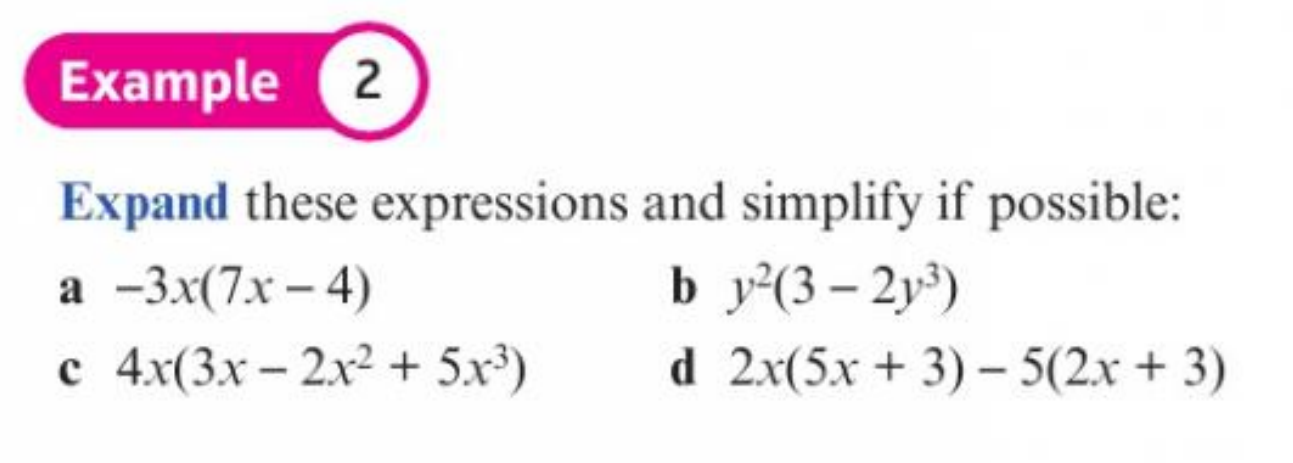 Example 2
Expand these expressions and simplify if possible:
a −3x(7x − 4) b y²(3 − 2y³)
c 4x(3x − 2x² + 5x³) d 2x(5x + 3) − 5(2x + 3)